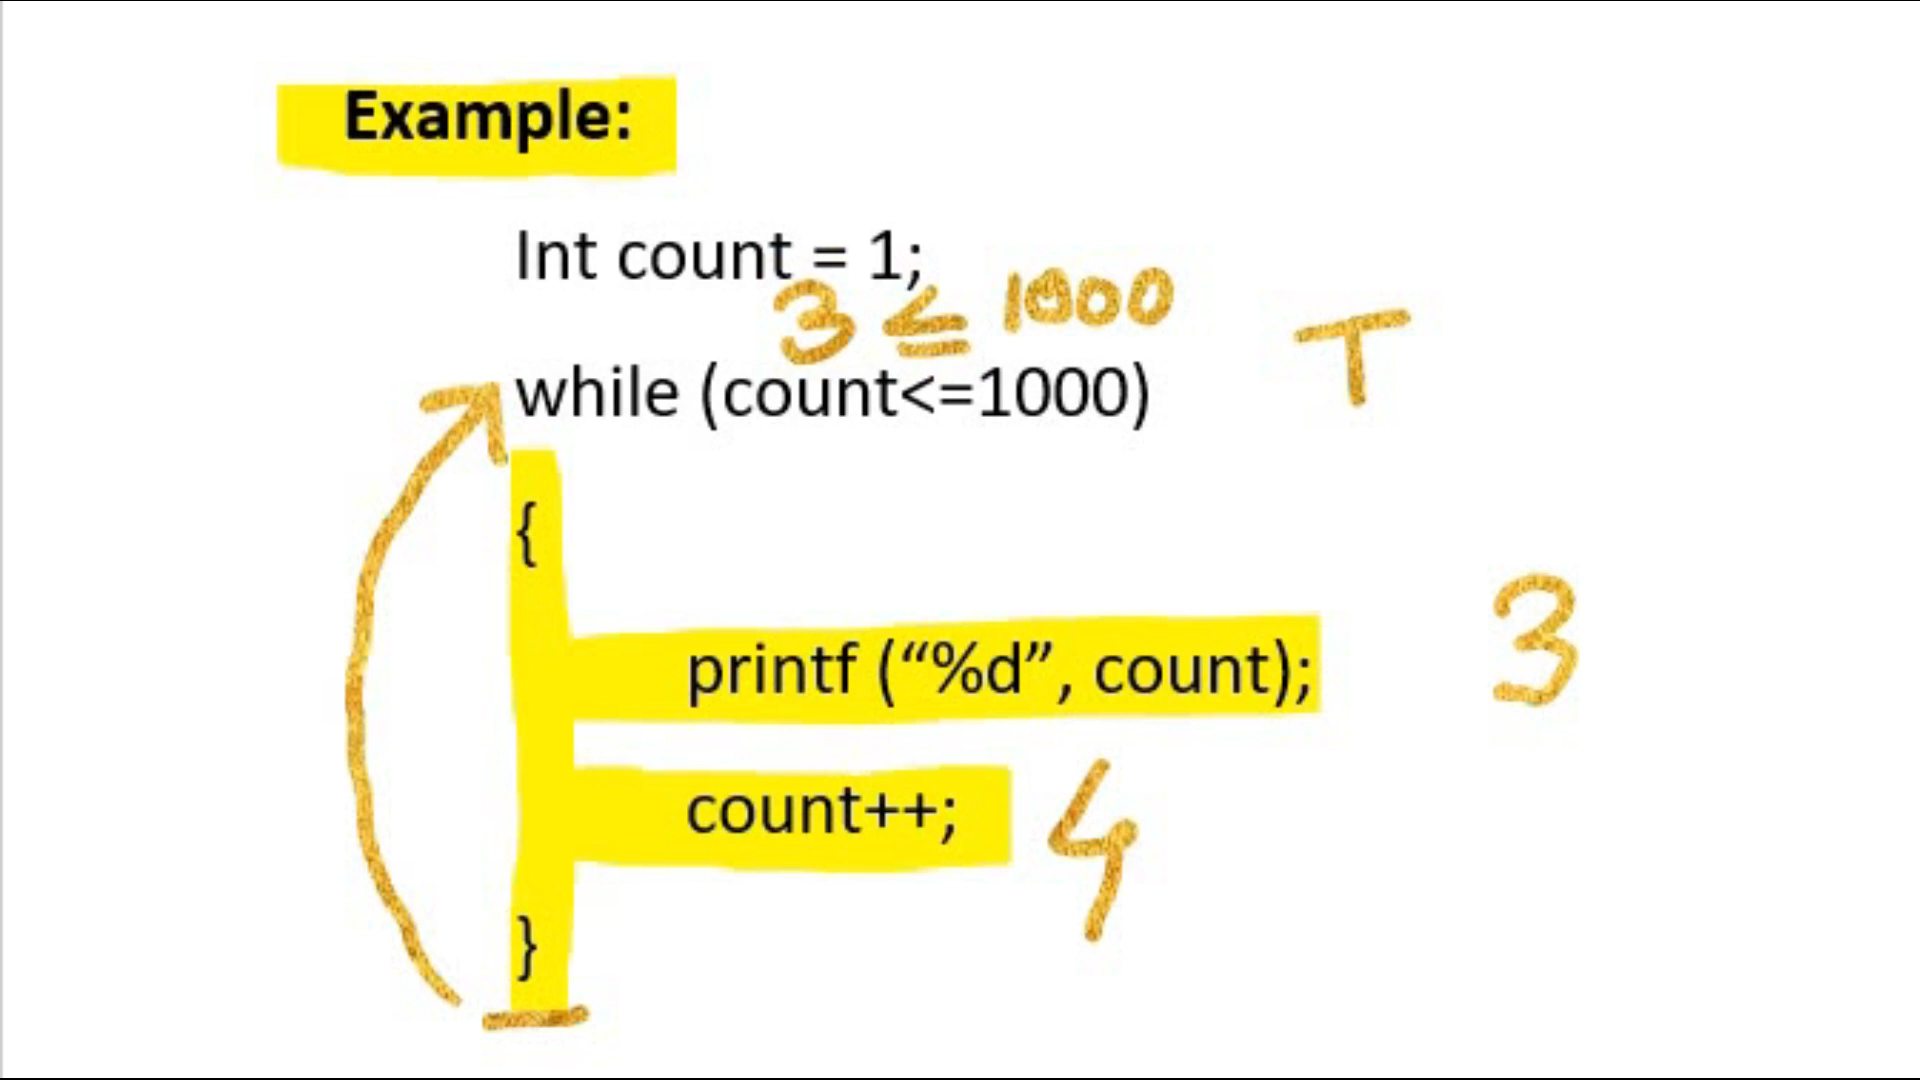 Example:
Int count = 1;
3 ≤ 1000
T
while (count<=1000)
{
printf (“%d”, count);
3
count++;
4
}